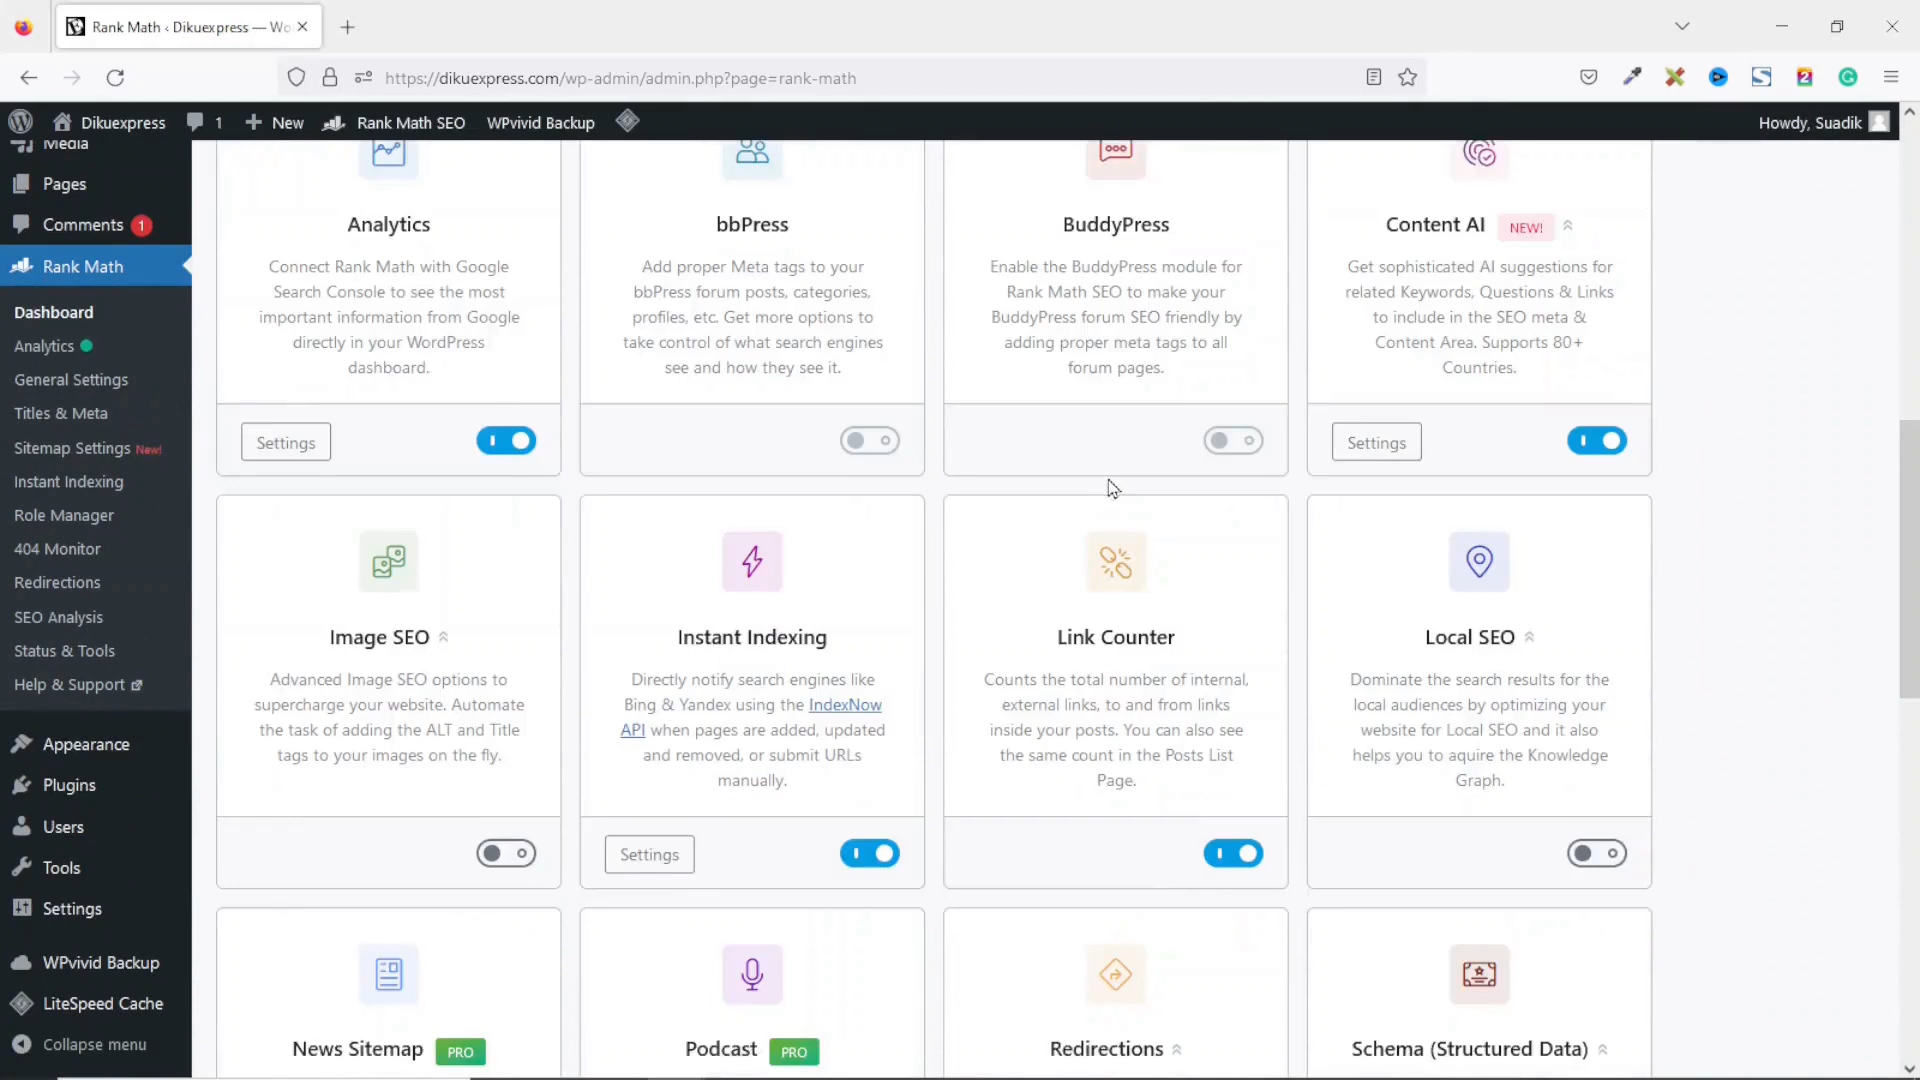 Rank Math ‹ Dikuexpress — Wo
https://dikuexpress.com/wp-admin/admin.php?page=rank-math
Dikuexpress
1
New
Rank Math SEO
WPvivid Backup
Howdy, Suadik
Media
Pages
Comments 1
Rank Math
Dashboard
Analytics
General Settings
Titles & Meta
Sitemap Settings New!
Instant Indexing
Role Manager
404 Monitor
Redirections
SEO Analysis
Status & Tools
Help & Support
Appearance
Plugins
Users
Tools
Settings
WPvivid Backup
LiteSpeed Cache
Collapse menu
Analytics
Connect Rank Math with Google
Search Console to see the most
important information from Google
directly in your WordPress
dashboard.
Settings
bbPress
Add proper Meta tags to your
bbPress forum posts, categories,
profiles, etc. Get more options to
take control of what search engines
see and how they see it.
BuddyPress
Enable the BuddyPress module for
Rank Math SEO to make your
BuddyPress forum SEO friendly by
adding proper meta tags to all
forum pages.
Content AI NEW!
Get sophisticated AI suggestions for
related Keywords, Questions & Links
to include in the SEO meta &
Content Area. Supports 80+
Countries.
Settings
Image SEO
Advanced Image SEO options to
supercharge your website. Automate
the task of adding the ALT and Title
tags to your images on the fly.
Instant Indexing
Directly notify search engines like
Bing & Yandex using the IndexNow
API when pages are added, updated
and removed, or submit URLs
manually.
Settings
Link Counter
Counts the total number of internal,
external links, to and from links
inside your posts. You can also see
the same count in the Posts List
Page.
Local SEO
Dominate the search results for the
local audiences by optimizing your
website for Local SEO and it also
helps you to aquire the Knowledge
Graph.
News Sitemap PRO
Podcast PRO
Redirections
Schema (Structured Data)